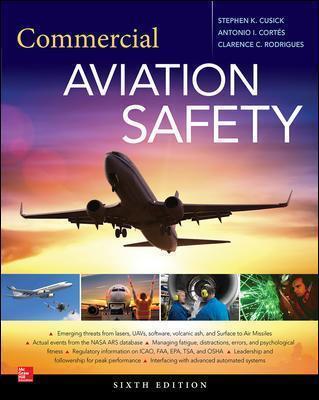 STEPHEN K. CUSICK
ANTONIO I. CORTÉS
CLARENCE C. RODRIGUES
Commercial
AVIATION
SAFETY
▲ Emerging threats from lasers, UAVs, software, volcanic ash, and Surface to Air Missiles
▲ Actual events from the NASA ARS database ▲ Managing fatigue, distractions, errors, and psychological
fitness ▲ Regulatory information on ICAO, FAA, EPA, TSA, and OSHA ▲ Leadership and
followership for peak performance ▲ Interfacing with advanced automated systems
Mc
Graw
Hill
Education
SIXTH EDITION